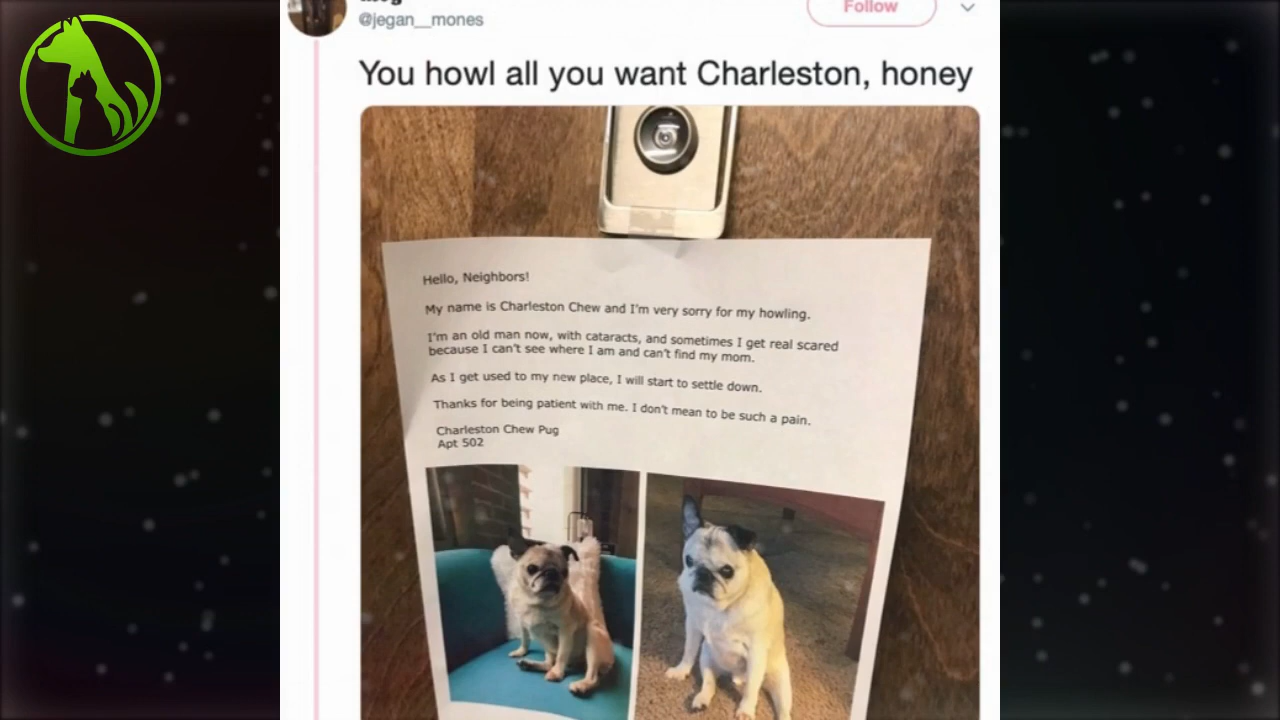 @jegan__mones
Follow
You howl all you want Charleston, honey
Hello, Neighbors!
My name is Charleston Chew and I'm very sorry for my howling.
I'm an old man now, with cataracts, and sometimes I get real scared
because I can't see where I am and can't find my mom.
As I get used to my new place, I will start to settle down.
Thanks for being patient with me. I don't mean to be such a pain.
Charleston Chew Pug
Apt 502